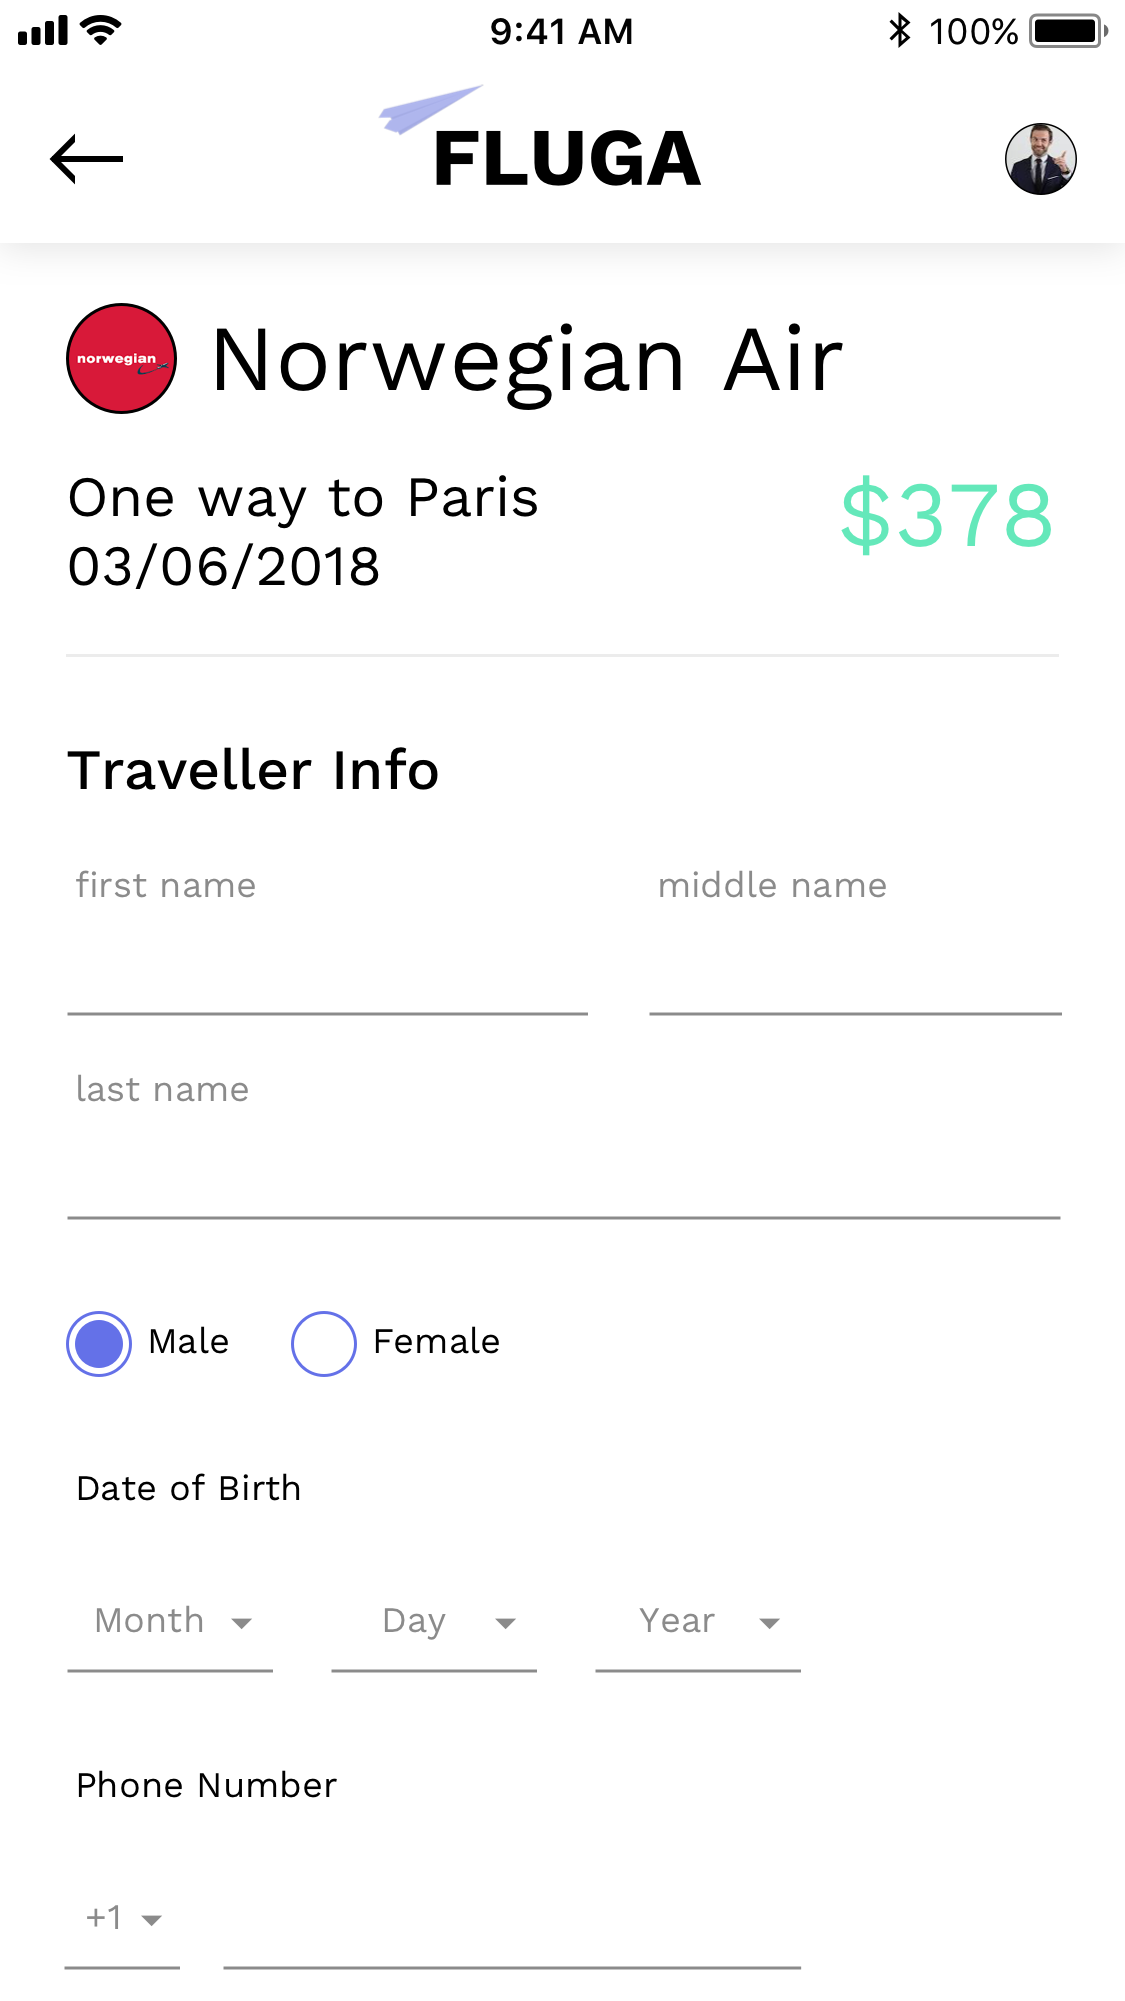 9:41 AM 100%
FLUGA
norwegian Norwegian Air
One way to Paris $378
03/06/2018
Traveller Info
first name middle name
last name
Male Female
Date of Birth
Month Day Year
Phone Number
+1